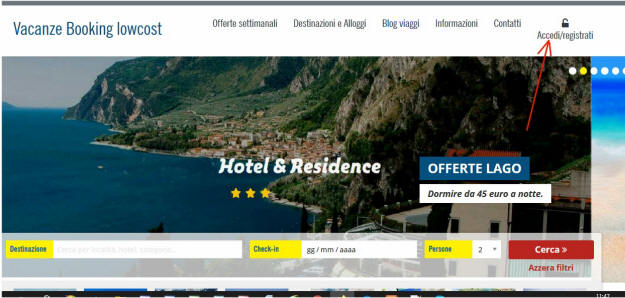 Vacanze Booking lowcost
Offerte settimanali Destinazioni e Alloggi Blog viaggi Informazioni Contatti
Accedi/registrati
Hotel & Residence
OFFERTE LAGO
Dormire da 45 euro a notte.
Destinazione Cerca per località, hotel, categoria... Check-in gg / mm / aaaa Persone 2 Cerca »
Azzera filtri
11:47